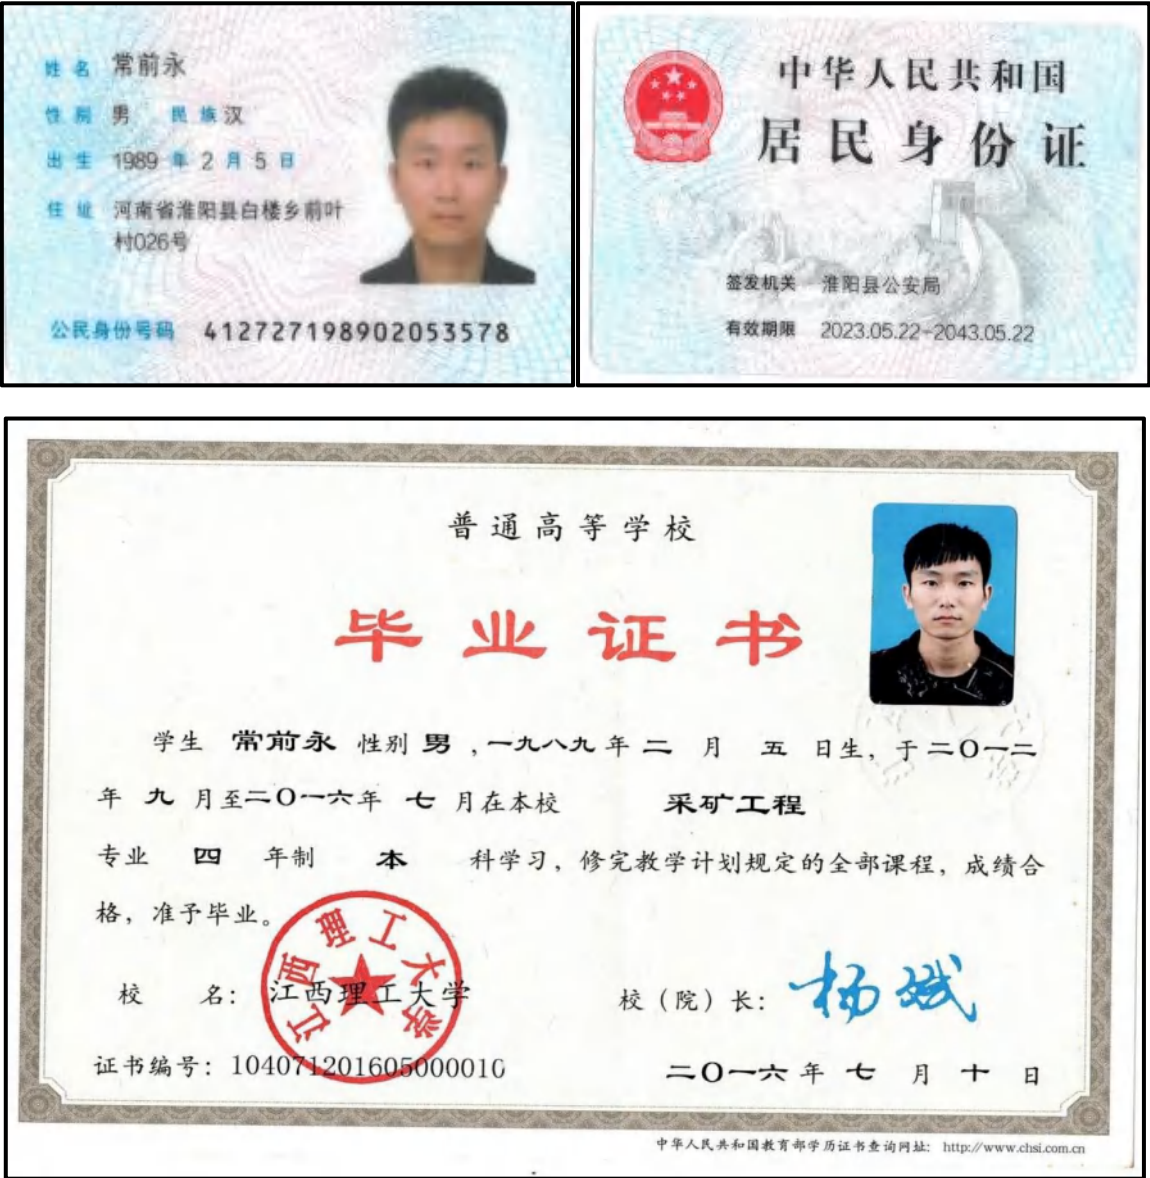 姓名 常前永
性别 男 民族 汉
出生 1989 年 2 月 5 日
住址 河南省淮阳县白楼乡前叶
村026号
公民身份号码 412727198902053578
中华人民共和国
居民身份证
签发机关 淮阳县公安局
有效期限 2023.05.22-2043.05.22
普通高等学校
毕业证书
学生 常前永 性别 男 ，一九八九 年 二 月 五 日生，于二〇一二
年 九 月至二〇一六年 七 月在本校 采矿工程
专业 四 年制 本 科学习，修完教学计划规定的全部课程，成绩合
格，准予毕业。
江西理工大学
校 名：江西理工大学 校（院）长：杨斌
证书编号：104071201605000010 二〇一六 年 七 月 十 日
中华人民共和国教育部学历证书查询网址：http://www.chsi.com.cn